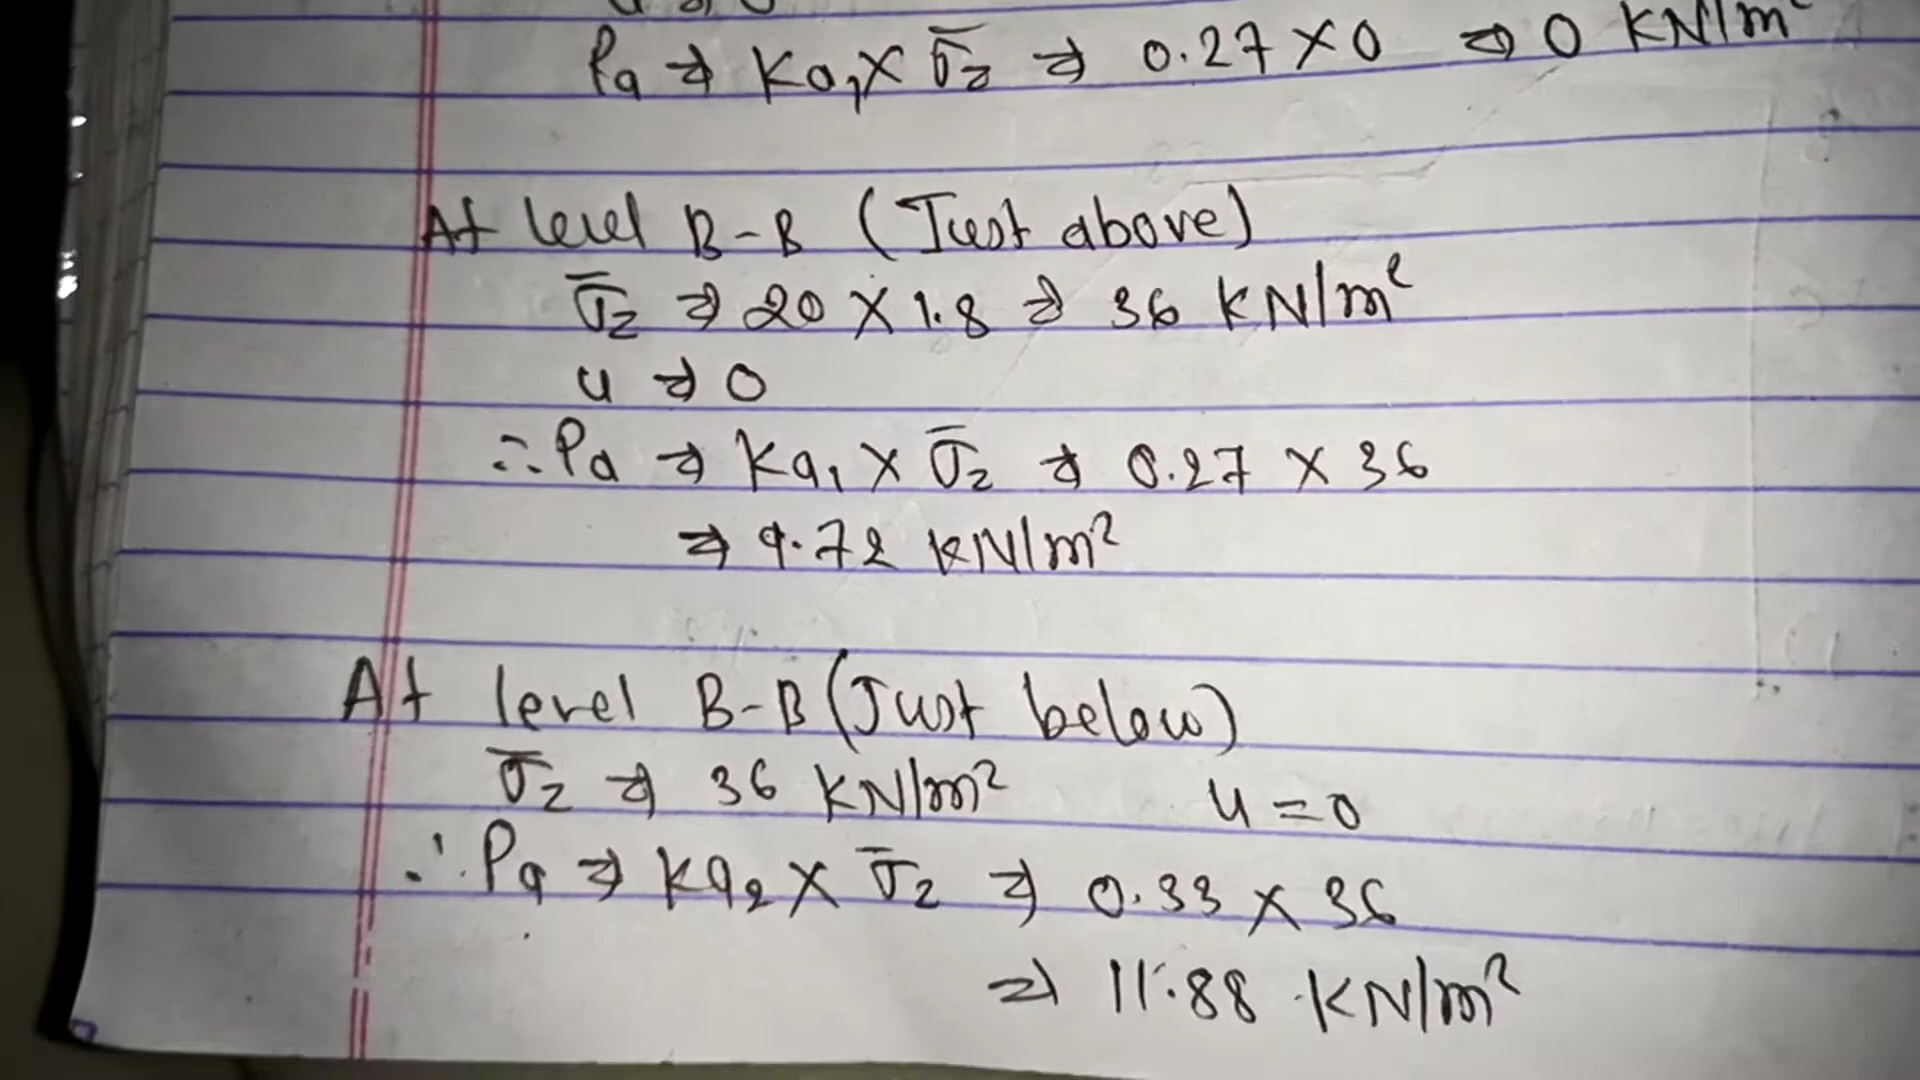 Pa ⇒ Ka₁ × σ̄z ⇒ 0.27 × 0 ⇒ 0 KN/m²
At level B-B (Just above)
σ̄z ⇒ 20 × 1.8 ⇒ 36 KN/m²
u ⇒ 0
∴ Pa ⇒ Ka₁ × σ̄z ⇒ 0.27 × 36
⇒ 9.72 KN/m²
At level B-B (Just below)
σ̄z ⇒ 36 KN/m² u = 0
∴ Pa ⇒ Ka₂ × σ̄z ⇒ 0.33 × 36
⇒ 11.88 KN/m²